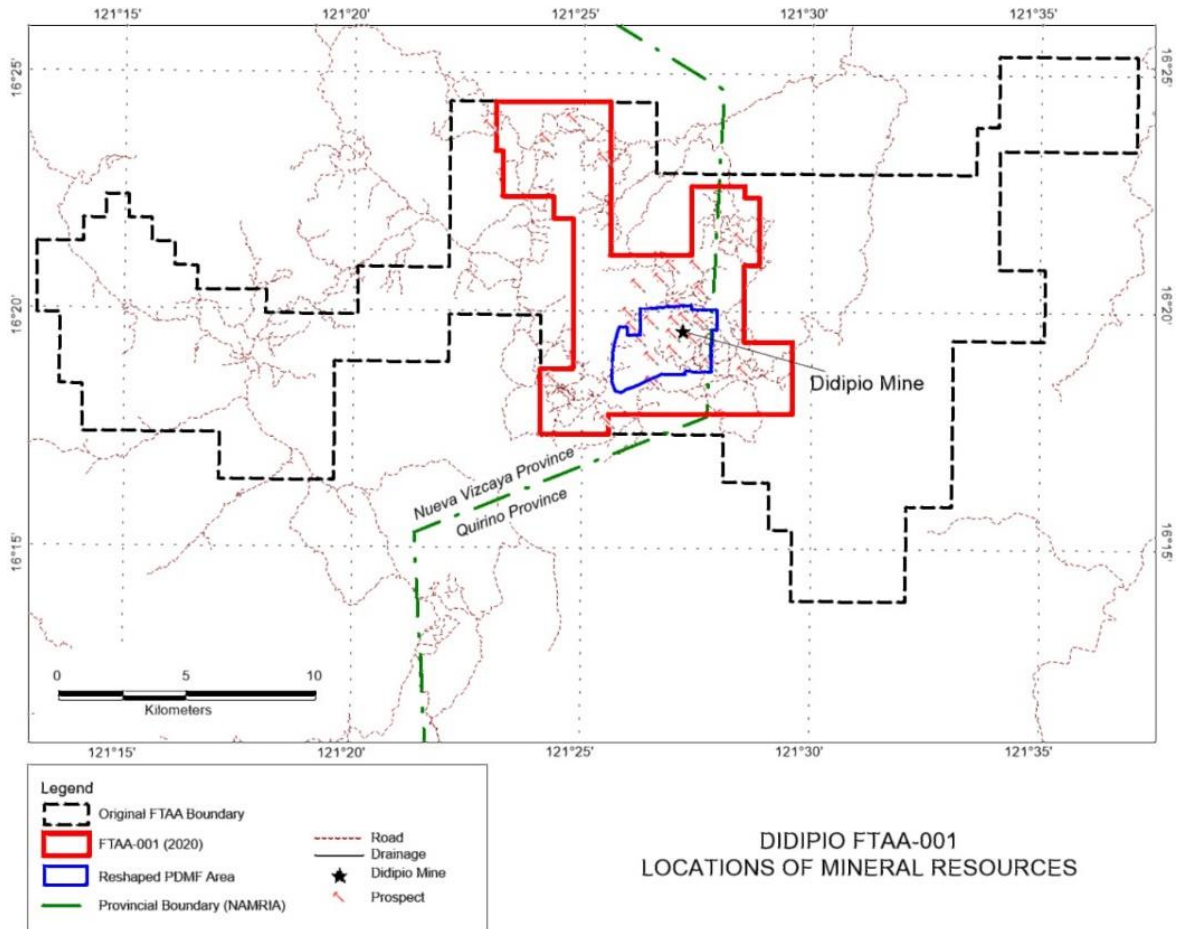 121°15'
121°20'
121°25'
121°30'
121°35'
16°25'
16°25'
16°20'
16°20'
16°15'
16°15'
Didipio Mine
Nueva Vizcaya Province
Quirino Province
0 5 10
Kilometers
121°15'
121°20'
121°25'
121°30'
121°35'
Legend
Original FTAA Boundary
FTAA-001 (2020)
Reshaped PDMF Area
Provincial Boundary (NAMRIA)
Road
Drainage
Didipio Mine
Prospect
DIDIPIO FTAA-001
LOCATIONS OF MINERAL RESOURCES